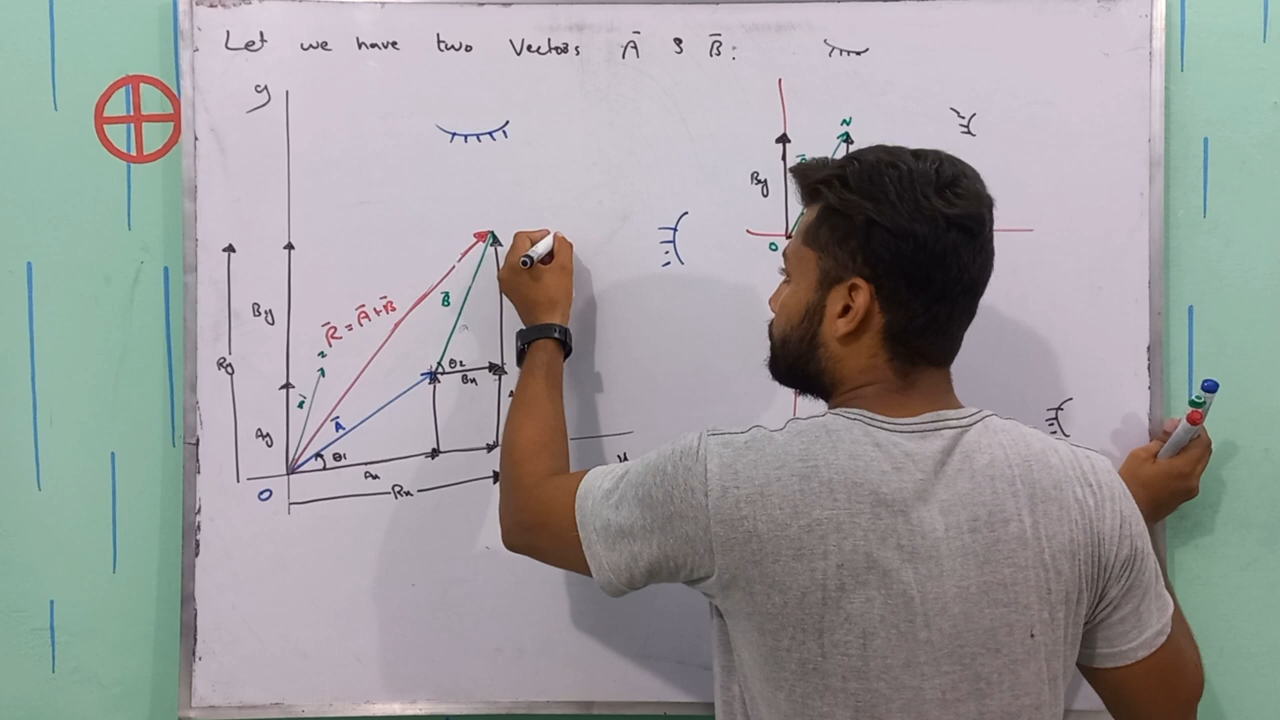 Let we have two Vectors A̅ & B̅:
y
N
By
O
By
R̅ = A̅+B̅
B̅
Ry
θ2
Bx
A̅
Ay
θ1
Ax
x
O
Rx